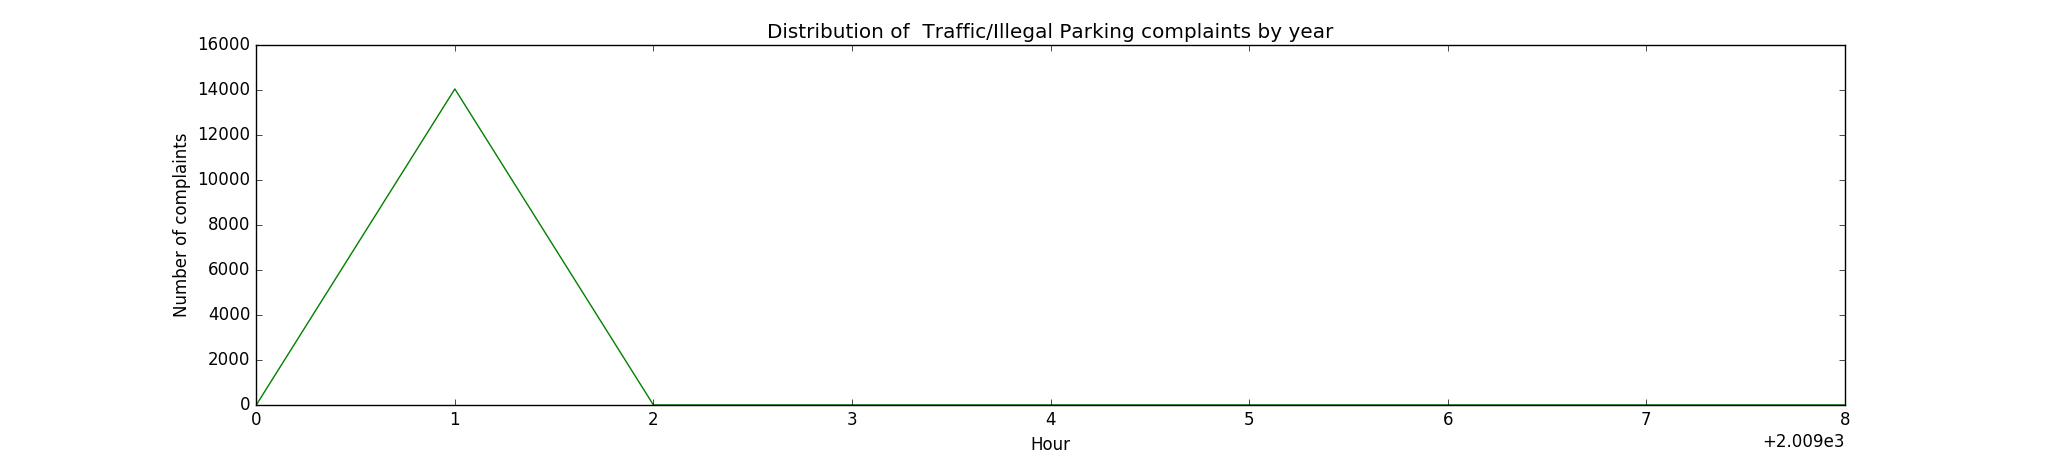 Distribution of  Traffic/Illegal Parking complaints by year
16000
14000
12000
10000
8000
6000
4000
2000
0
Number of complaints
0 1 2 3 4 5 6 7 8
Hour
+2.009e3